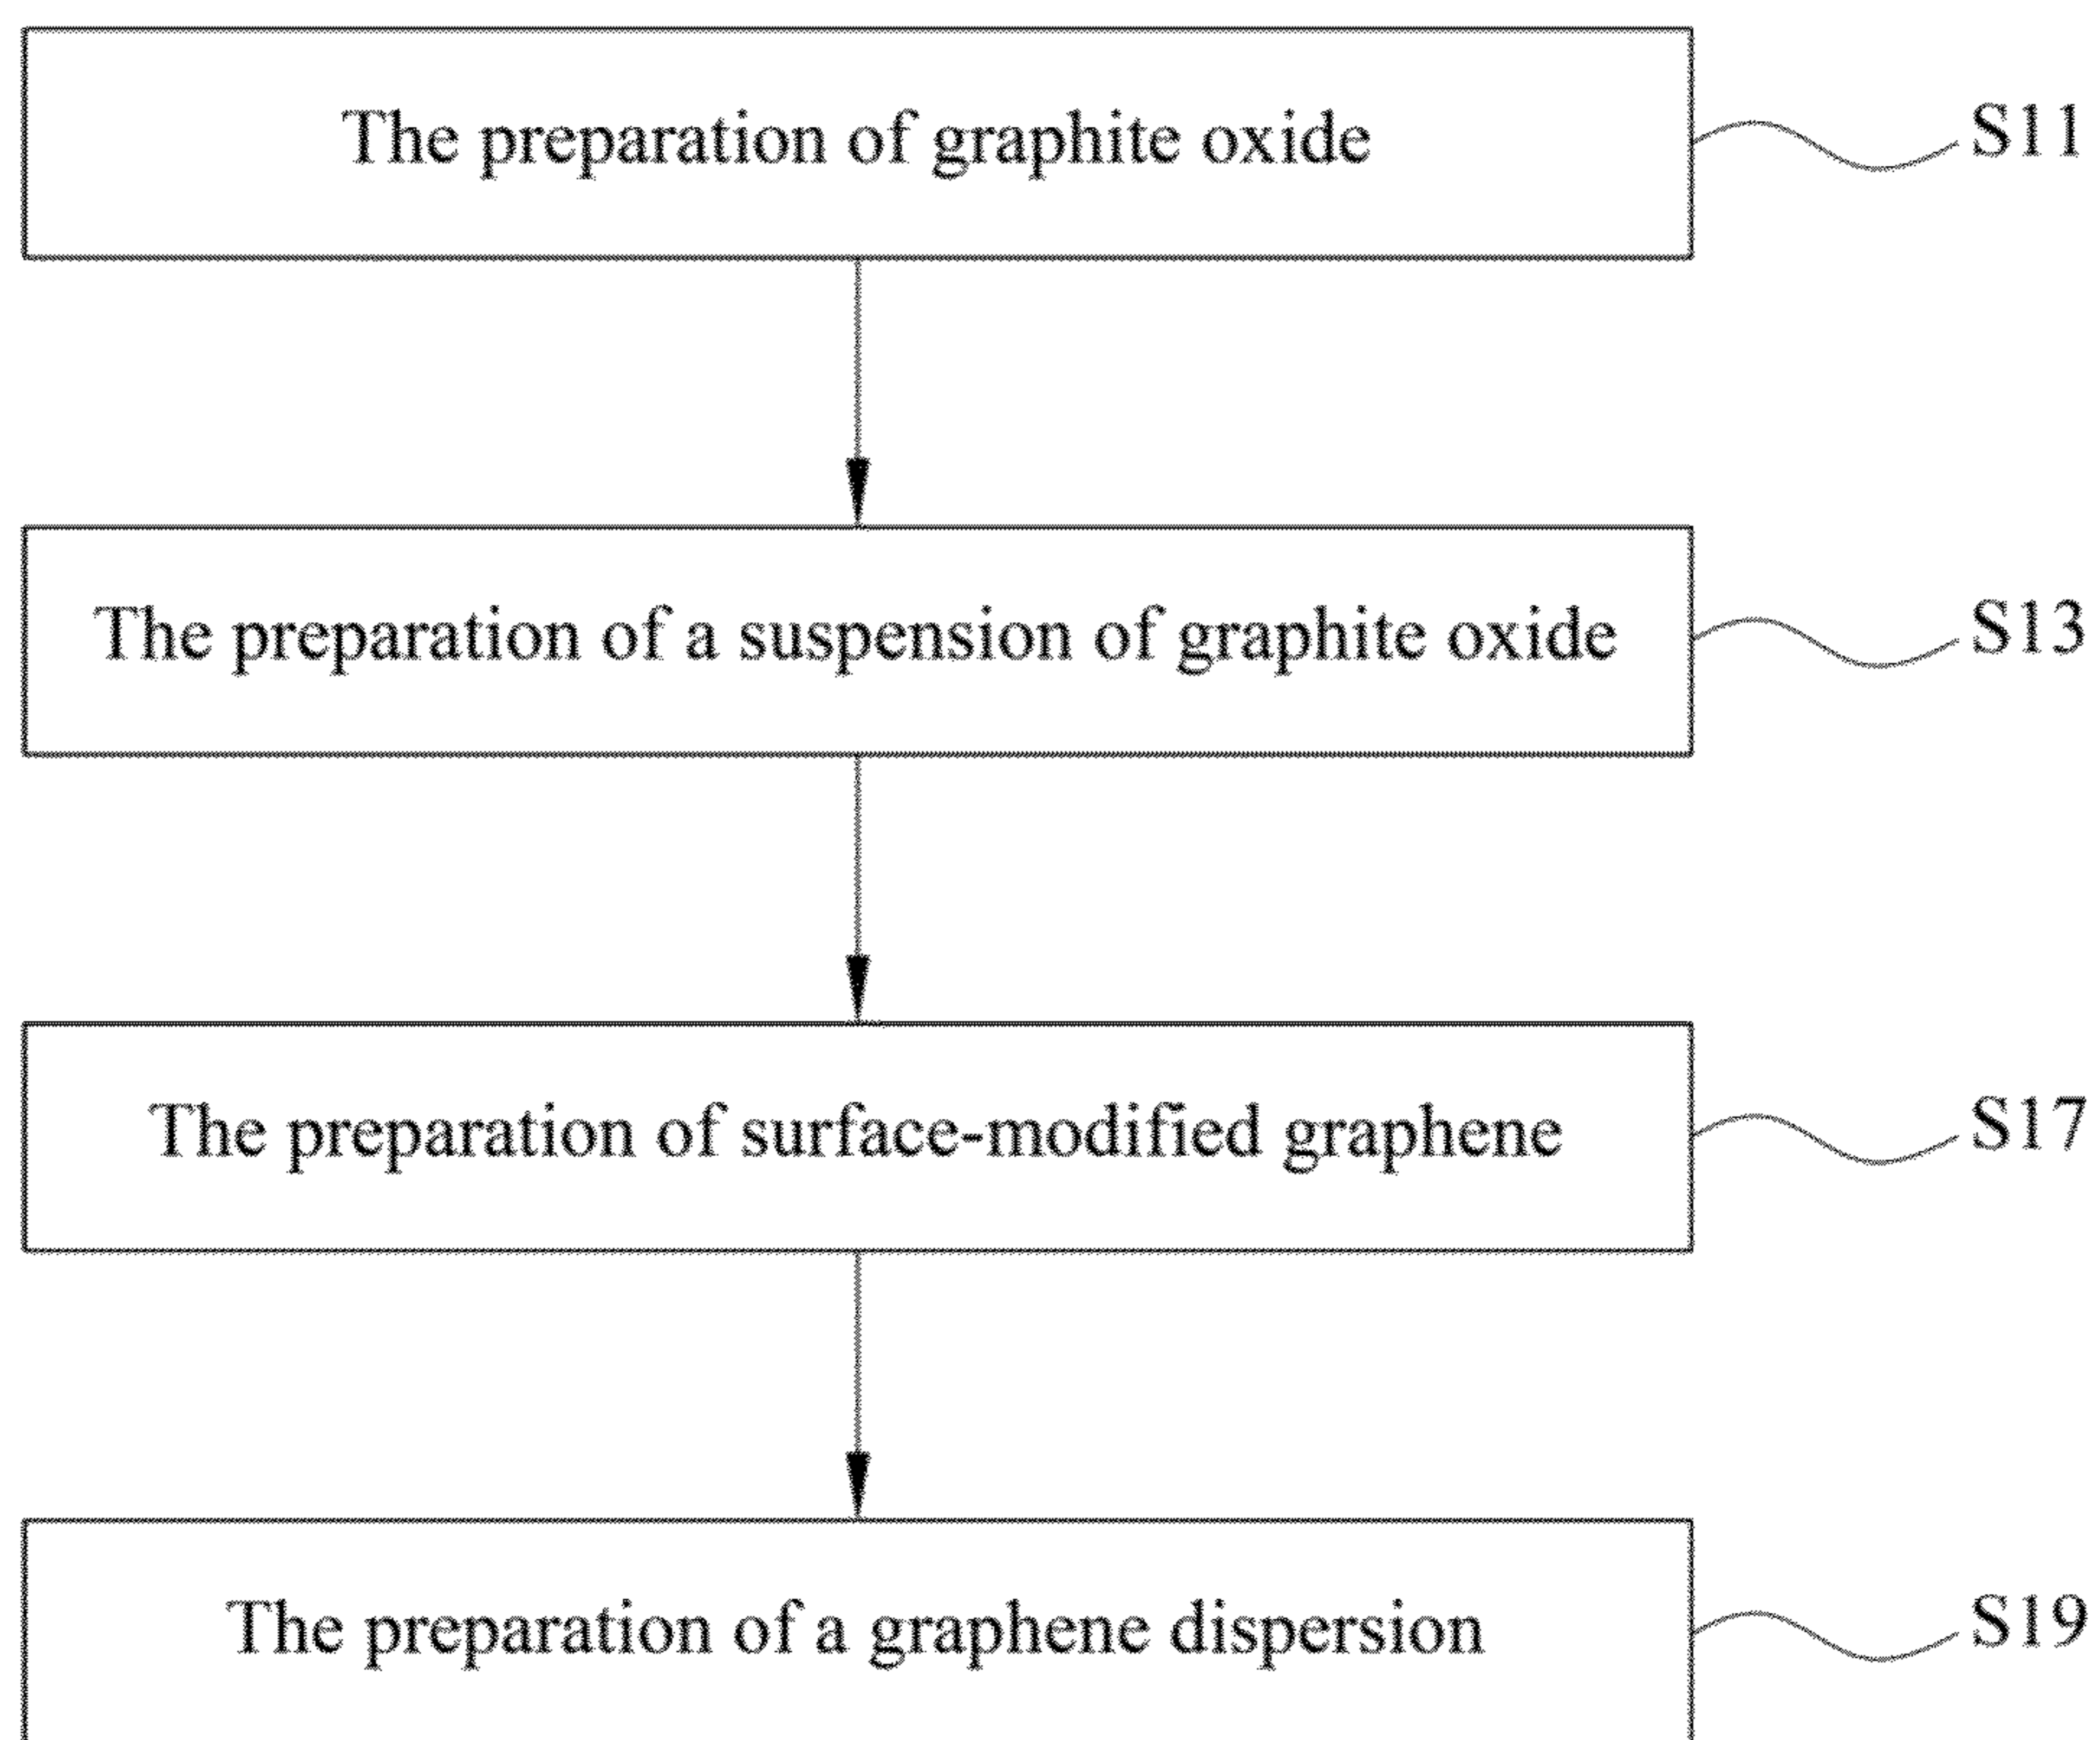 The preparation of graphite oxide S11
The preparation of a suspension of graphite oxide S13
The preparation of surface-modified graphene S17
The preparation of a graphene dispersion S19